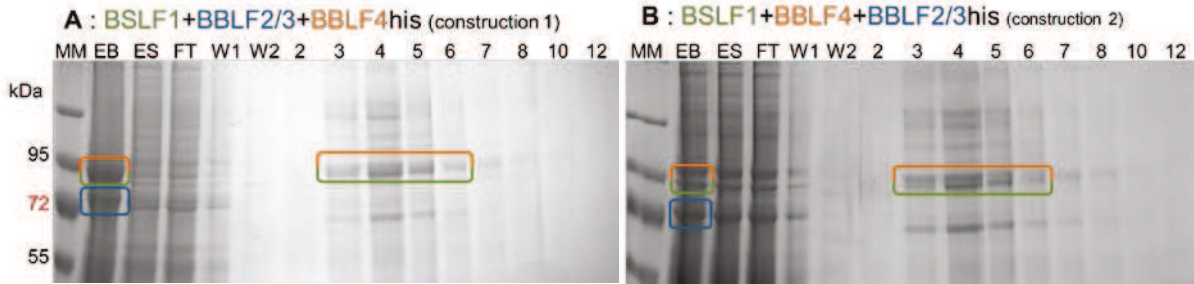 A : BSLF1+BBLF2/3+BBLF4his (construction 1)
MM EB ES FT W1 W2 2 3 4 5 6 7 8 10 12
kDa
95
72
55
B : BSLF1+BBLF4+BBLF2/3his (construction 2)
MM EB ES FT W1 W2 2 3 4 5 6 7 8 10 12